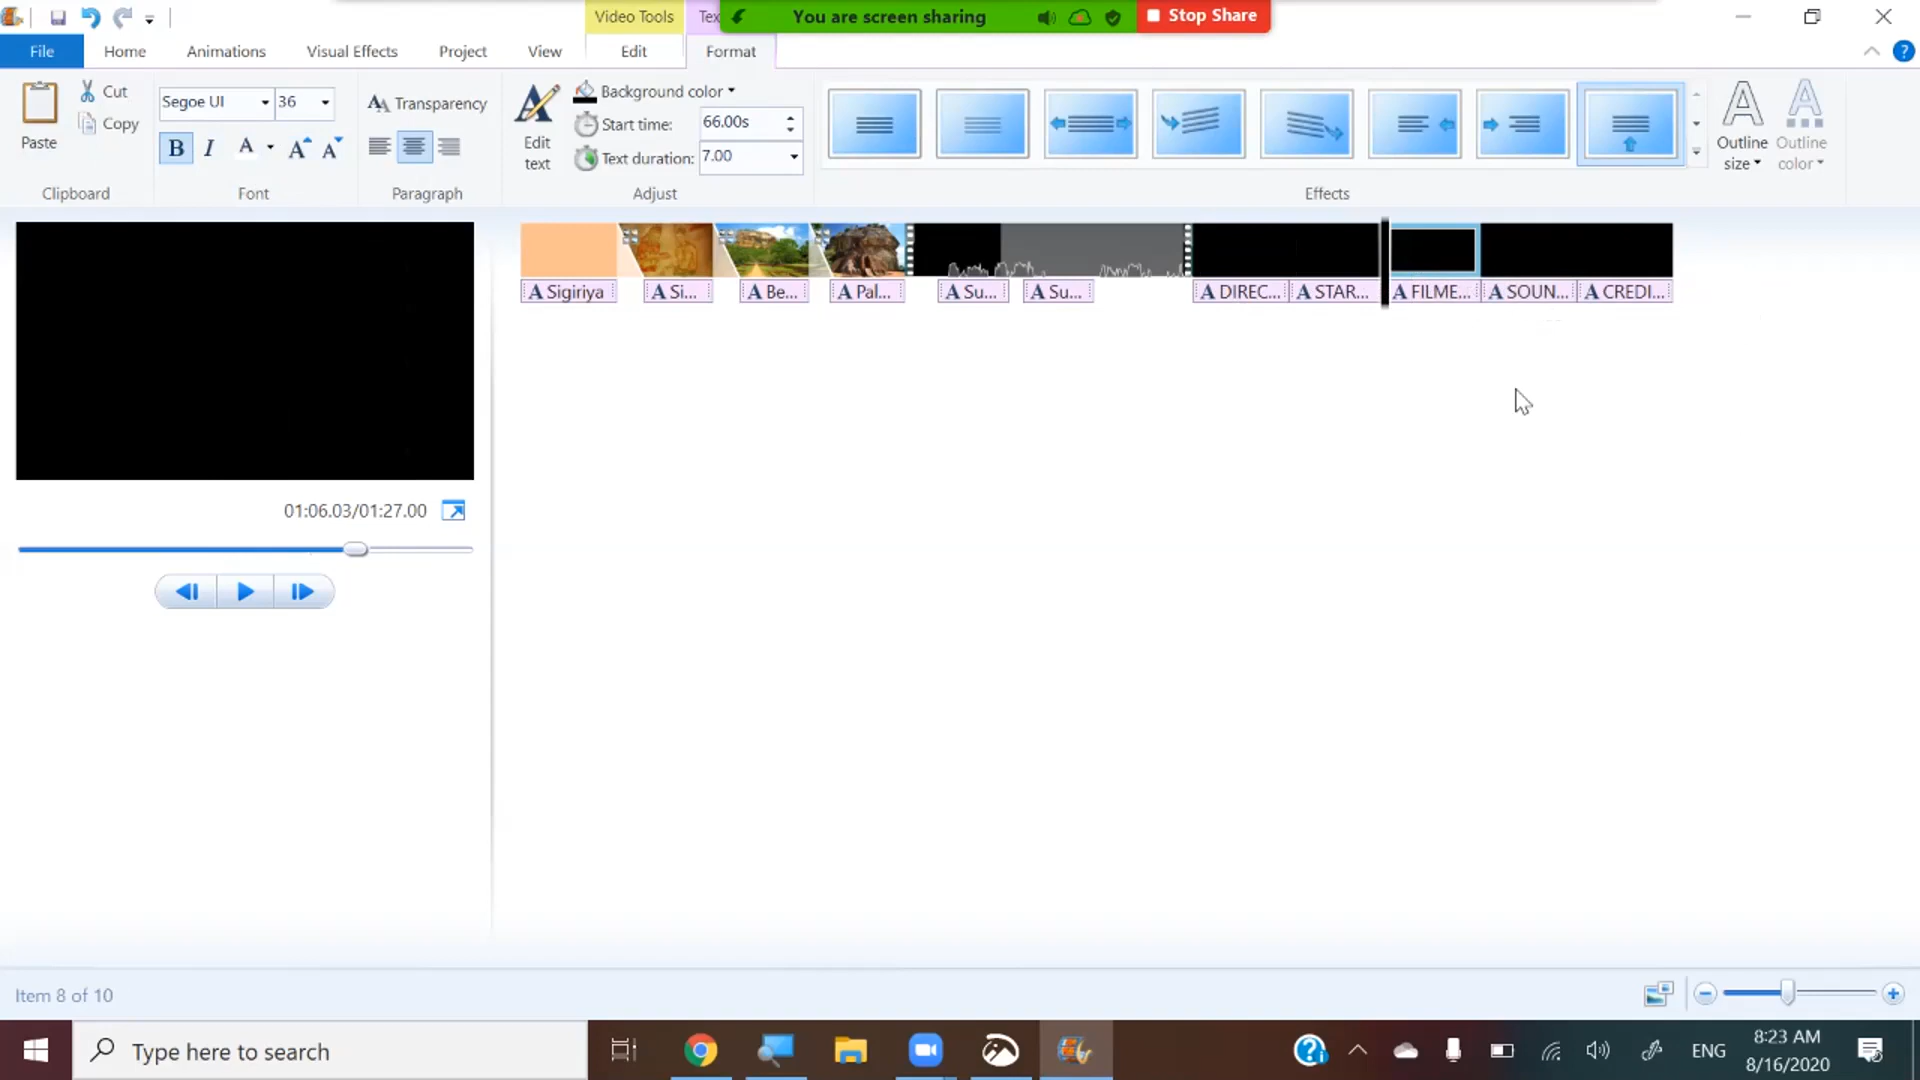 Video Tools
Tex
You are screen sharing
Stop Share
File
Home
Animations
Visual Effects
Project
View
Edit
Format
Paste
Cut
Copy
Clipboard
Segoe UI
36
B I A A A
Font
Transparency
Paragraph
Edit text
Background color
Start time: 66.00s
Text duration: 7.00
Adjust
Effects
Outline size
Outline color
A Sigiriya
A Si...
A Be...
A Pal...
A Su...
A Su...
A DIREC...
A STAR...
A FILME...
A SOUN...
A CREDI...
01:06.03/01:27.00
Item 8 of 10
Type here to search
ENG
8:23 AM
8/16/2020